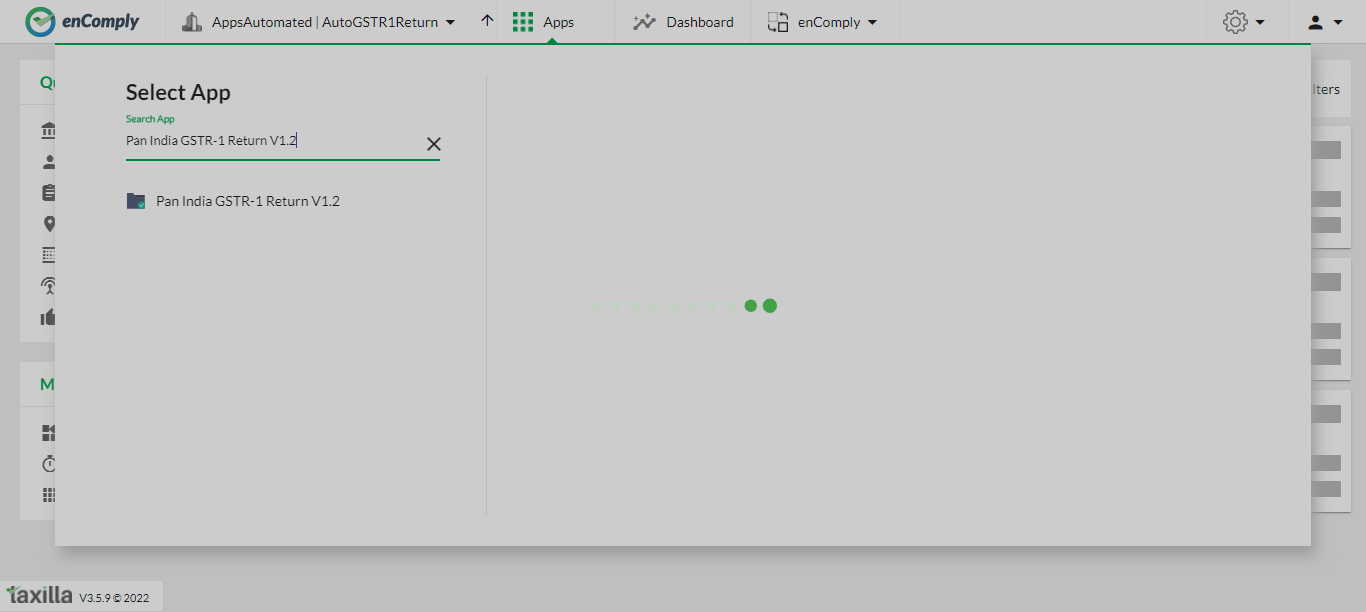 enComply
AppsAutomated | AutoGSTR1Return
Apps
Dashboard
enComply
Select App
Search App
Pan India GSTR-1 Return V1.2
Pan India GSTR-1 Return V1.2
lters
taxilla V3.5.9 © 2022